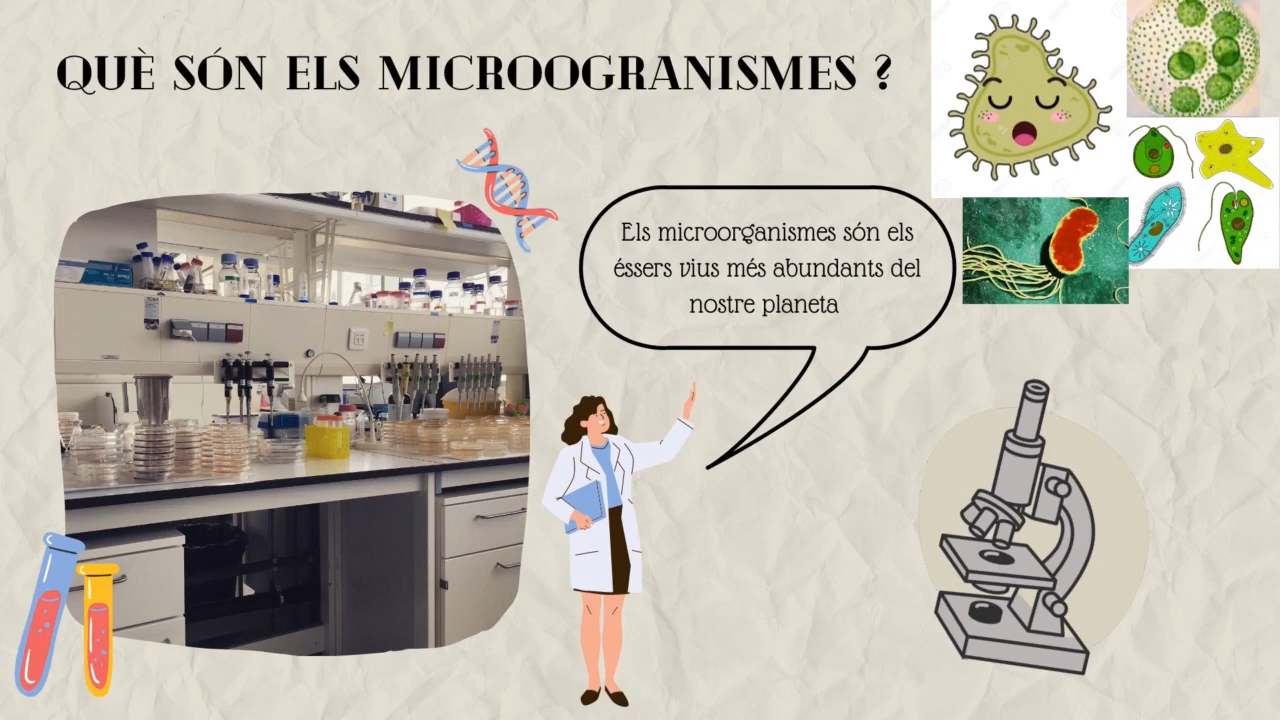 QUÈ SÓN ELS MICROOGRANISMES ?
Els microorganismes són els
éssers vius més abundants del
nostre planeta